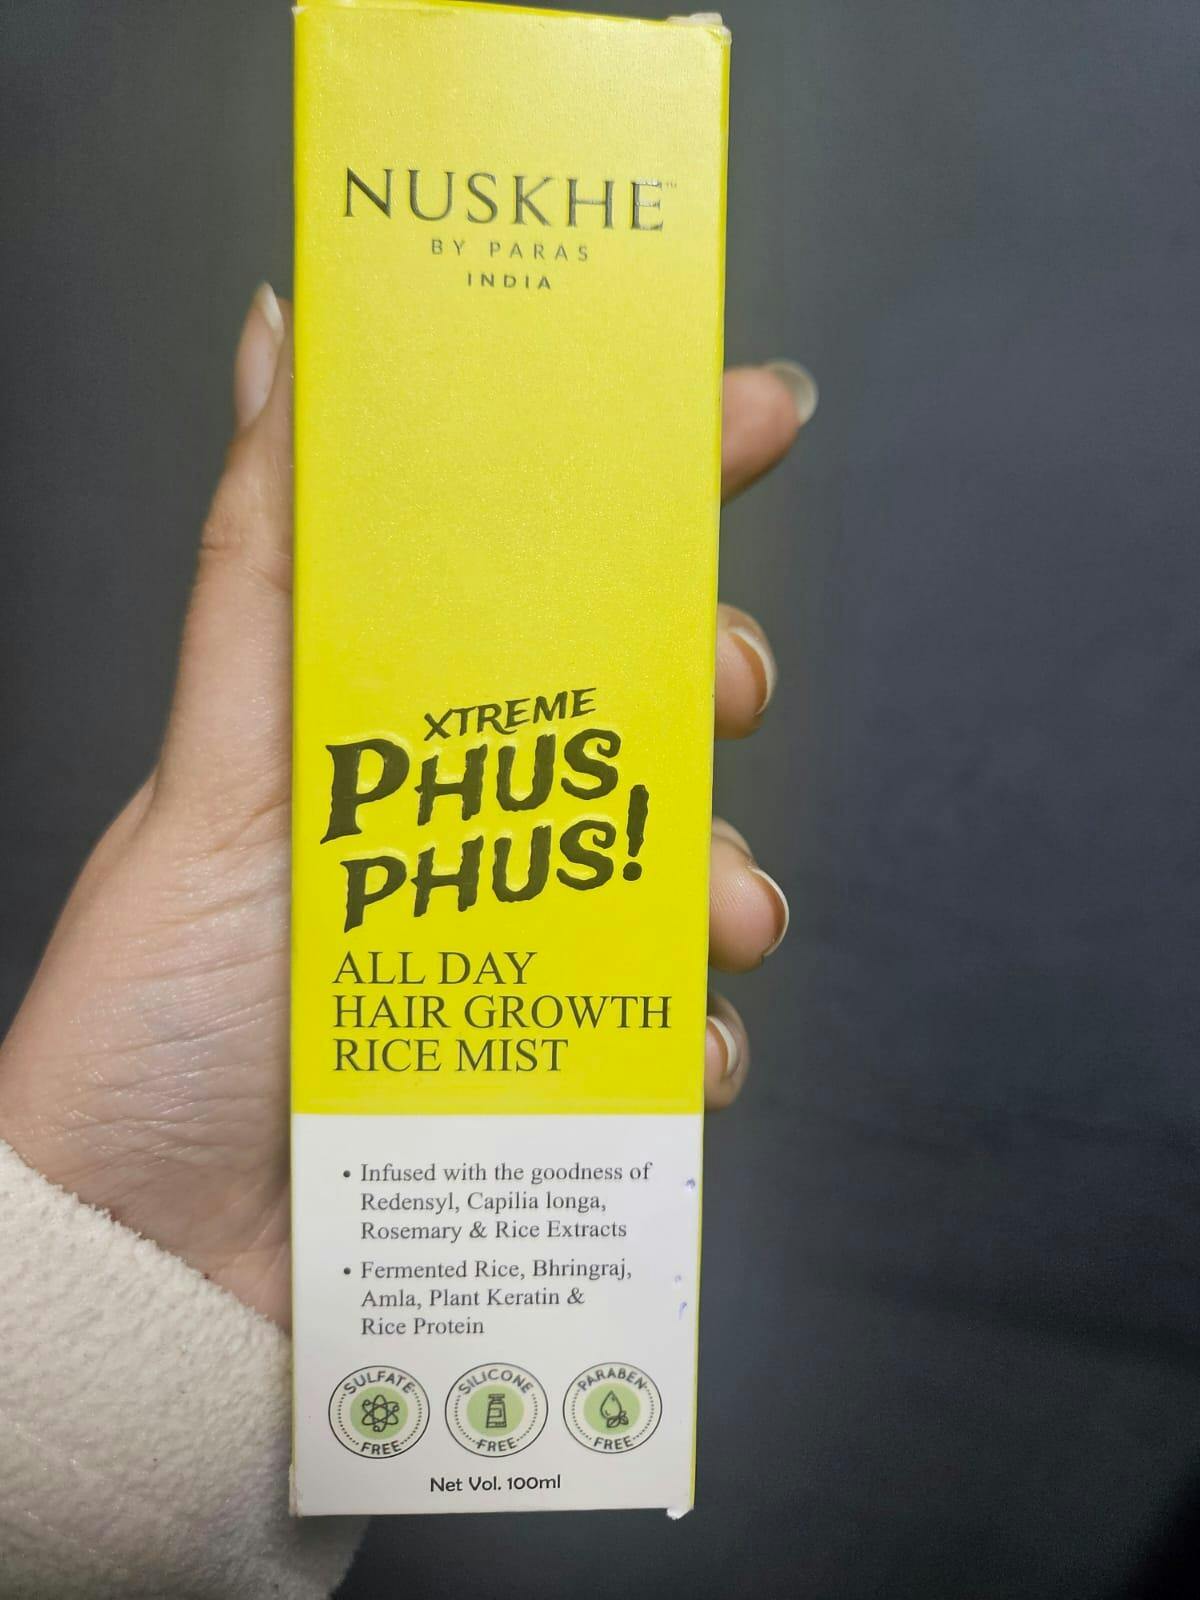 NUSKHE™
BY PARAS
INDIA
XTREME
PHUS
PHUS!
ALL DAY
HAIR GROWTH
RICE MIST
• Infused with the goodness of
Redensyl, Capilia longa,
Rosemary & Rice Extracts
• Fermented Rice, Bhringraj,
Amla, Plant Keratin &
Rice Protein
SULFATE FREE
SILICONE FREE
PARABEN FREE
Net Vol. 100ml